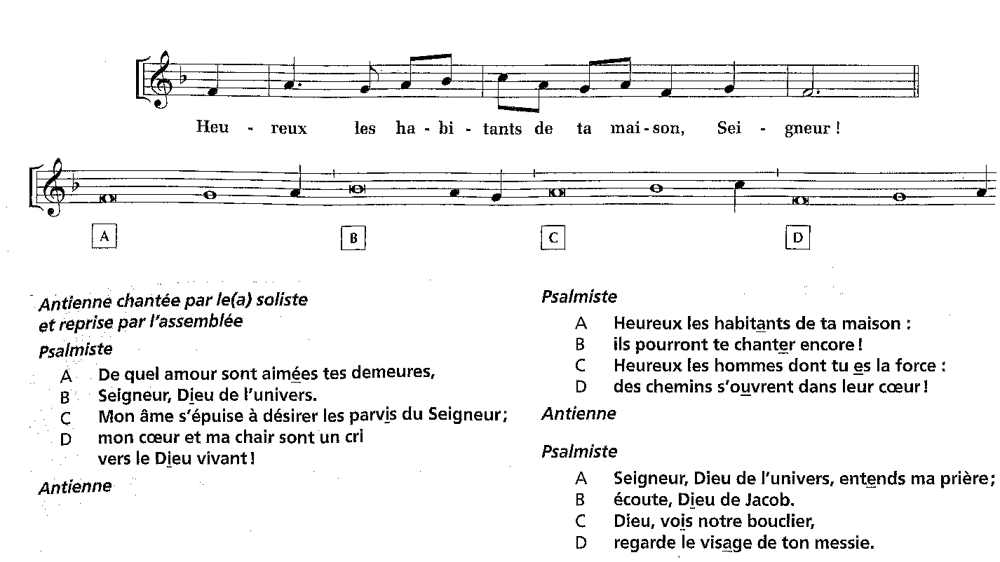 Heu - reux les ha - bi - tants de ta mai - son, Sei - gneur !
A B C D
Antienne chantée par le(a) soliste
et reprise par l'assemblée
Psalmiste
A De quel amour sont aimées tes demeures,
B Seigneur, Dieu de l'univers.
C Mon âme s'épuise à désirer les parvis du Seigneur;
D mon cœur et ma chair sont un cri
vers le Dieu vivant!
Antienne
Psalmiste
A Heureux les habitants de ta maison :
B ils pourront te chanter encore!
C Heureux les hommes dont tu es la force :
D des chemins s'ouvrent dans leur cœur!
Antienne
Psalmiste
A Seigneur, Dieu de l'univers, entends ma prière;
B écoute, Dieu de Jacob.
C Dieu, vois notre bouclier,
D regarde le visage de ton messie.